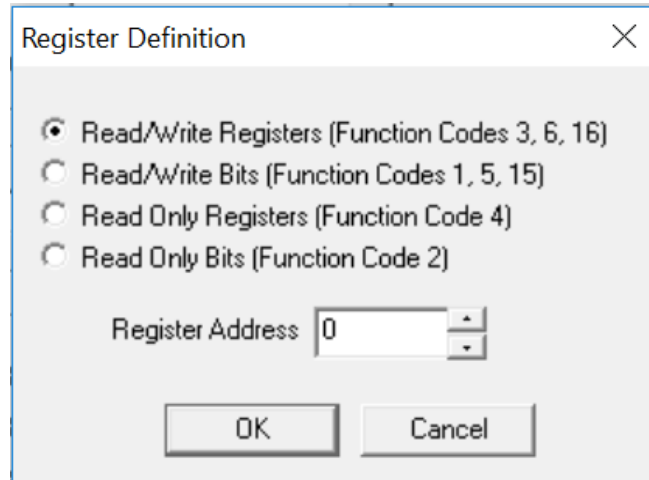 Register Definition
Read/Write Registers (Function Codes 3, 6, 16)
Read/Write Bits (Function Codes 1, 5, 15)
Read Only Registers (Function Code 4)
Read Only Bits (Function Code 2)
Register Address 0
OK Cancel